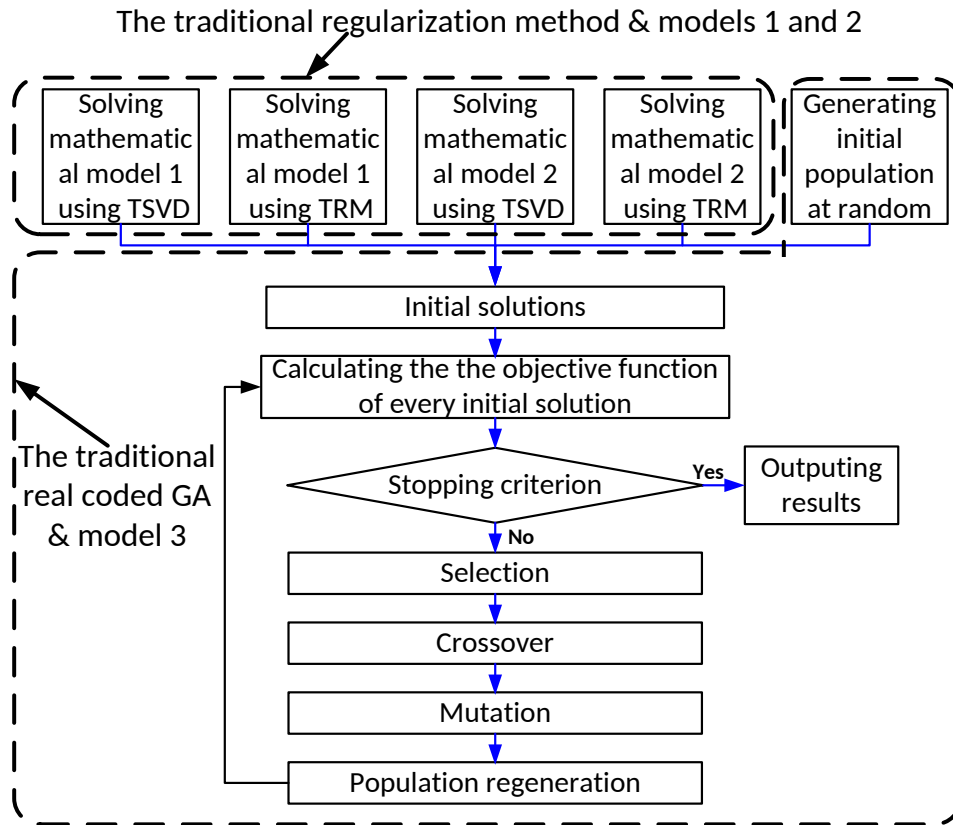 The traditional regularization method & models 1 and 2
Solving
mathematic
al model 1
using TSVD
Solving
mathematic
al model 1
using TRM
Solving
mathematic
al model 2
using TSVD
Solving
mathematic
al model 2
using TRM
Generating
initial
population
at random
Initial solutions
Calculating the the objective function
of every initial solution
The traditional
real coded GA
& model 3
Stopping criterion
Yes
Outputing
results
No
Selection
Crossover
Mutation
Population regeneration